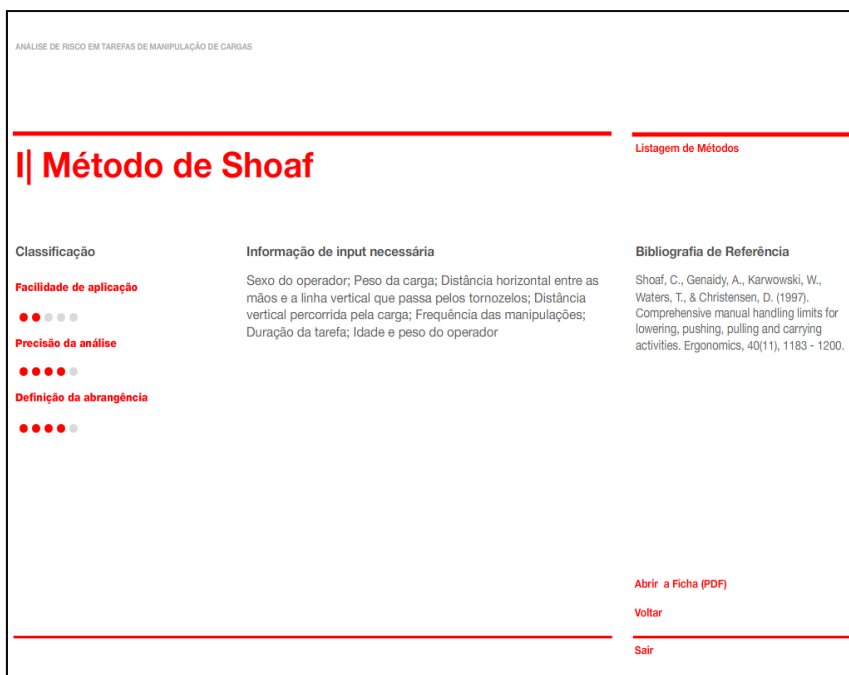 ANÁLISE DE RISCO EM TAREFAS DE MANIPULAÇÃO DE CARGAS
I| Método de Shoaf
Listagem de Métodos
Classificação
Facilidade de aplicação
Precisão da análise
Definição da abrangência
Informação de input necessária
Sexo do operador; Peso da carga; Distância horizontal entre as
mãos e a linha vertical que passa pelos tornozelos; Distância
vertical percorrida pela carga; Frequência das manipulações;
Duração da tarefa; Idade e peso do operador
Bibliografia de Referência
Shoaf, C., Genaidy, A., Karwowski, W.,
Waters, T., & Christensen, D. (1997).
Comprehensive manual handling limits for
lowering, pushing, pulling and carrying
activities. Ergonomics, 40(11), 1183 - 1200.
Abrir a Ficha (PDF)
Voltar
Sair